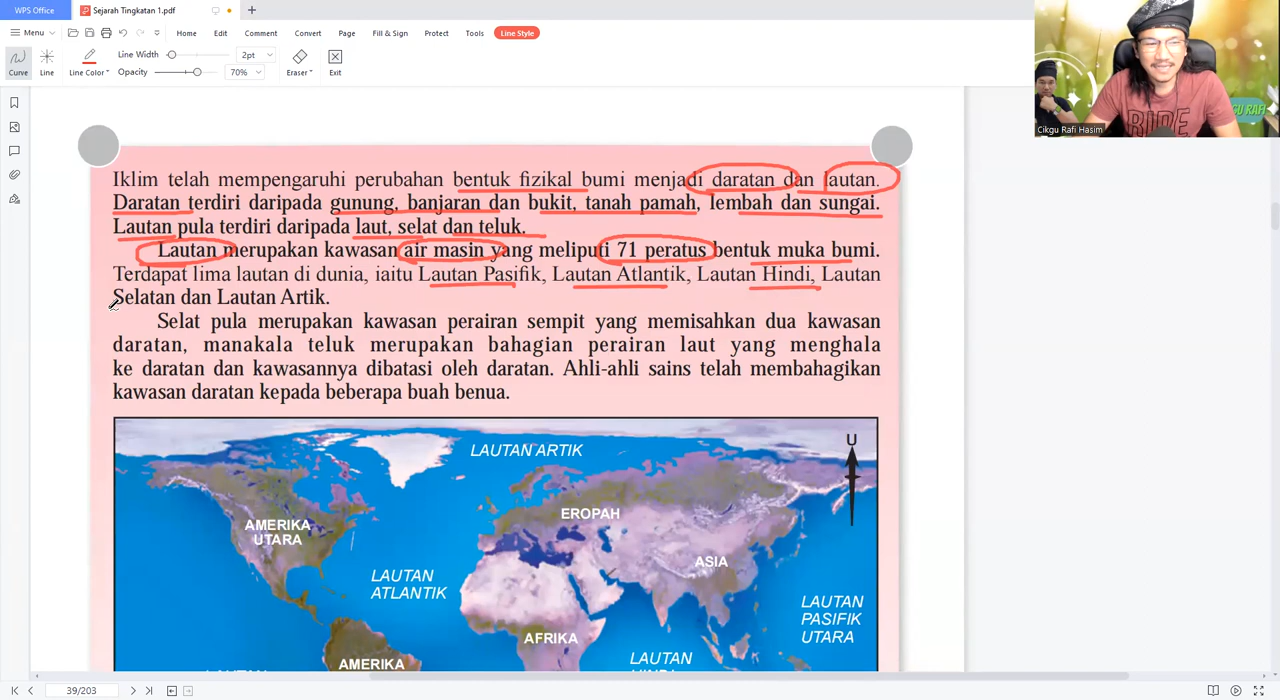 WPS Office
Sejarah Tingkatan 1.pdf
Menu
Home
Edit
Comment
Convert
Page
Fill & Sign
Protect
Tools
Line Style
Curve
Line
Line Color
Line Width
2pt
Opacity
70%
Eraser
Exit
Cikgu Rafi Hasim
Iklim telah mempengaruhi perubahan bentuk fizikal bumi menjadi daratan dan lautan.
Daratan terdiri daripada gunung, banjaran dan bukit, tanah pamah, lembah dan sungai.
Lautan pula terdiri daripada laut, selat dan teluk.
Lautan merupakan kawasan air masin yang meliputi 71 peratus bentuk muka bumi.
Terdapat lima lautan di dunia, iaitu Lautan Pasifik, Lautan Atlantik, Lautan Hindi, Lautan
Selatan dan Lautan Artik.
Selat pula merupakan kawasan perairan sempit yang memisahkan dua kawasan
daratan, manakala teluk merupakan bahagian perairan laut yang menghala
ke daratan dan kawasannya dibatasi oleh daratan. Ahli-ahli sains telah membahagikan
kawasan daratan kepada beberapa buah benua.
U
LAUTAN ARTIK
EROPAH
AMERIKA
UTARA
ASIA
LAUTAN
ATLANTIK
LAUTAN
PASIFIK
UTARA
AFRIKA
LAUTAN
AMERIKA
39/203